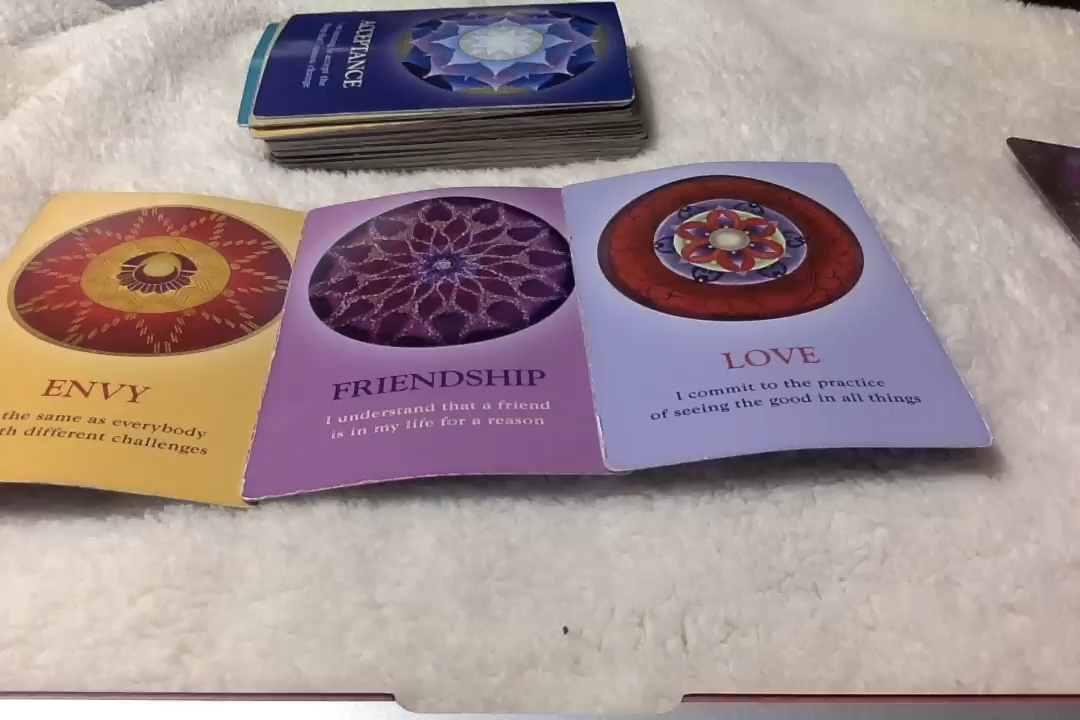 ACCEPTANCE
ENVY
the same as everybody
th different challenges
FRIENDSHIP
I understand that a friend
is in my life for a reason
LOVE
I commit to the practice
of seeing the good in all things